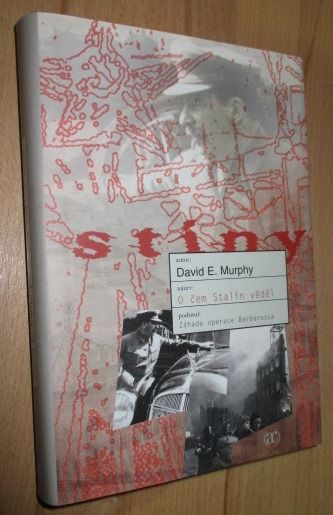 stíny
autor:
David E. Murphy
název:
O čem Stalin věděl
podtitul:
Záhada operace Barbarossa